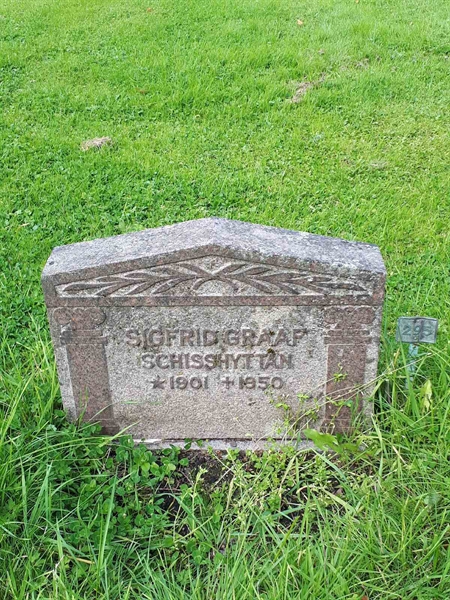 SIGFRID GRAAF
SCHISSHYTTAN
★ 1901 + 1950